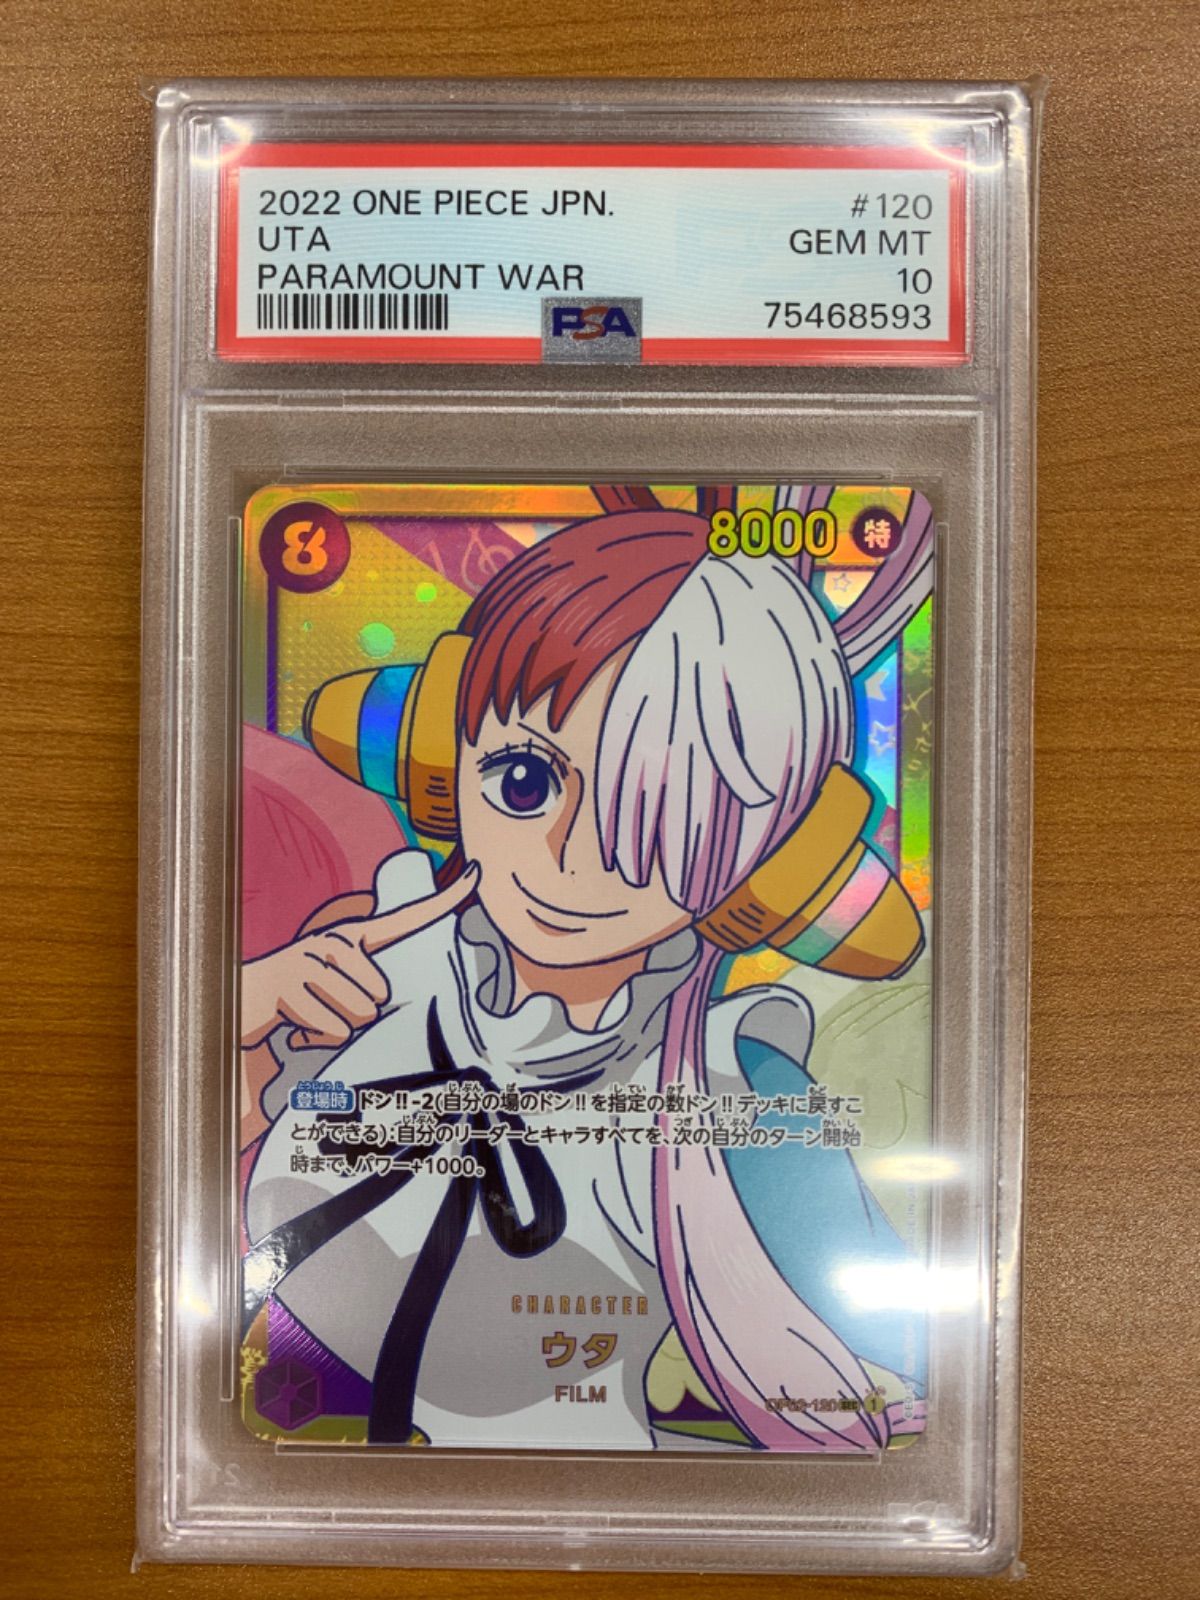 2022 ONE PIECE JPN.
#120
UTA
GEM MT
PARAMOUNT WAR
10
PSA
75468593
8
8000
特
登場時 ドン!!-2(自分の場のドン!!を指定の数ドン!!デッキに戻すこ
とができる):自分のリーダーとキャラすべてを、次の自分のターン開始
時まで、パワー+1000。
CHARACTER
ウタ
FILM
OP02-120 SEC 1